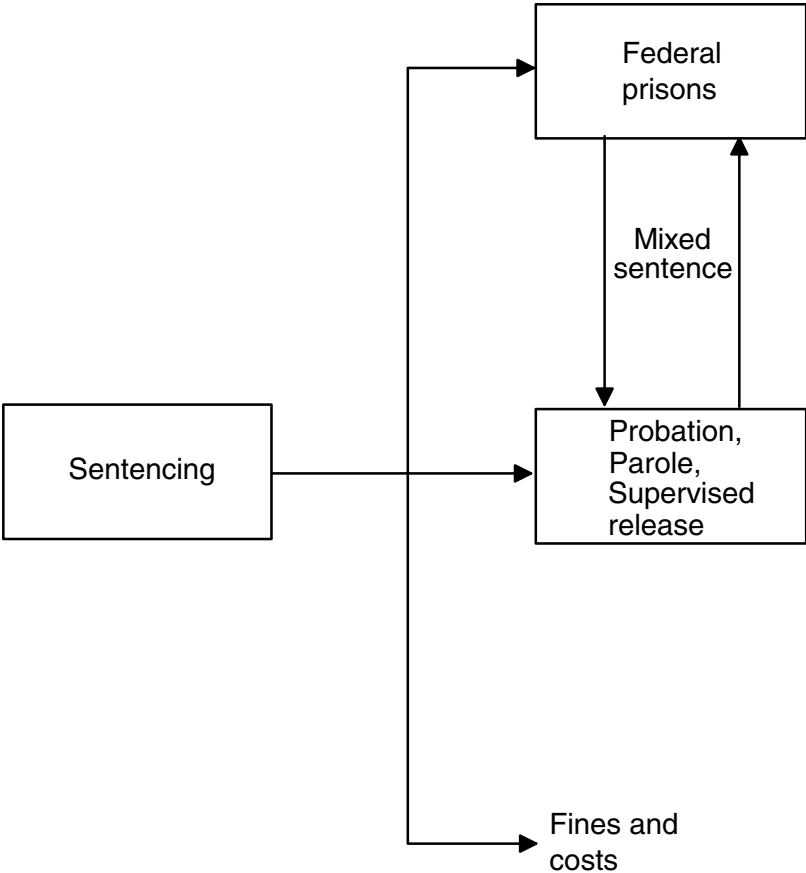 Federal
prisons
Mixed
sentence
Sentencing
Probation,
Parole,
Supervised
release
Fines and
costs